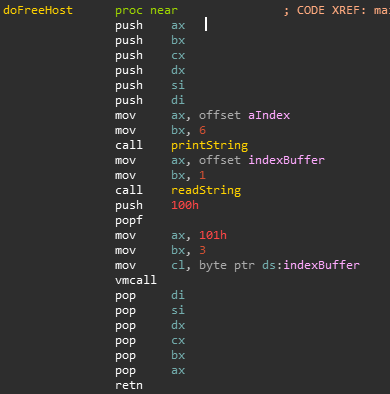 doFreeHost proc near ; CODE XREF: mai
push ax
push bx
push cx
push dx
push si
push di
mov ax, offset aIndex
mov bx, 6
call printString
mov ax, offset indexBuffer
mov bx, 1
call readString
push 100h
popf
mov ax, 101h
mov bx, 3
mov cl, byte ptr ds:indexBuffer
vmcall
pop di
pop si
pop dx
pop cx
pop bx
pop ax
retn